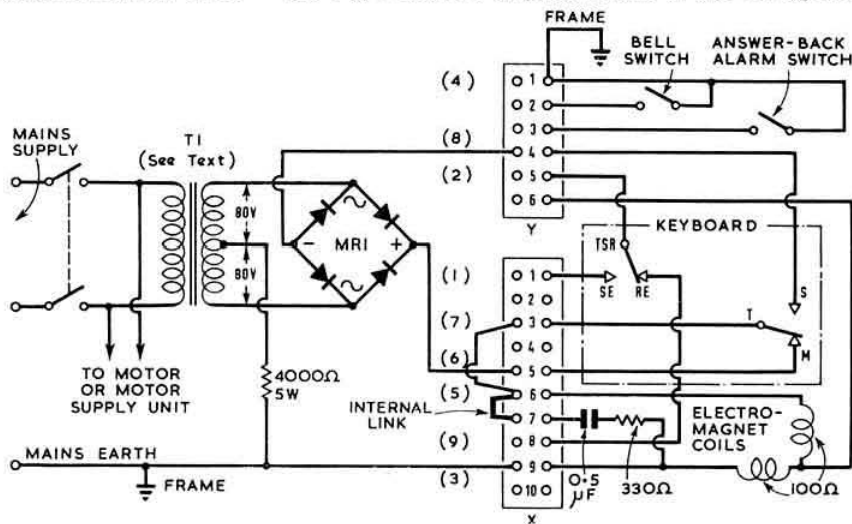 FRAME
BELL SWITCH
ANSWER-BACK ALARM SWITCH
(4)
1
2
3
(8)
4
(2)
5
6
Y
MAINS SUPPLY
T1
(See Text)
80V
80V
- MR1 +
KEYBOARD
TSR
SE RE
S
T
M
(1)
1
2
(7)
3
4
(6)
5
(5)
6
7
(9)
8
(3)
9
10
X
TO MOTOR
OR MOTOR
SUPPLY UNIT
4000Ω
5W
INTERNAL
LINK
ELECTRO-
MAGNET
COILS
0·5
μF
330Ω
100Ω
MAINS EARTH
FRAME